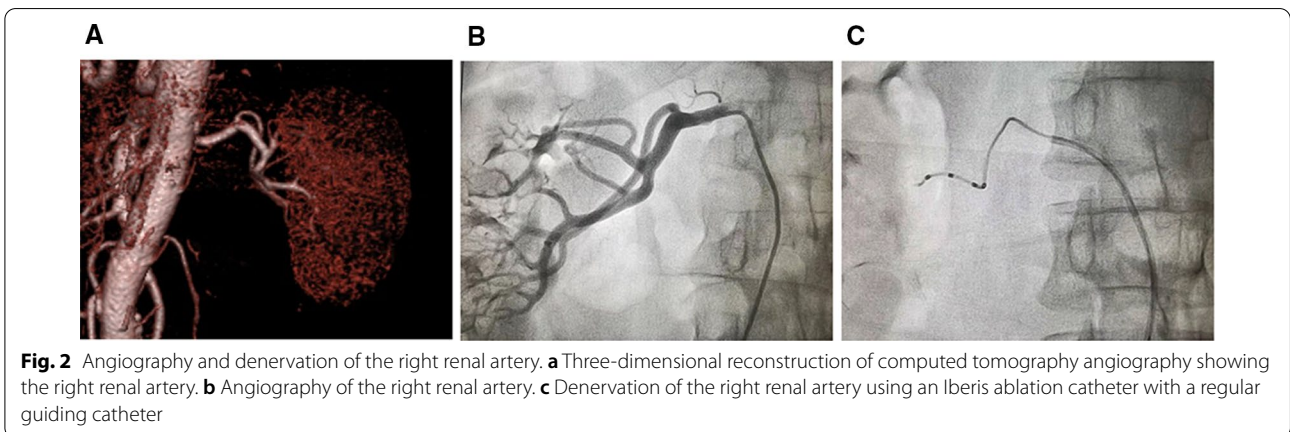 A
B
C
Fig. 2 Angiography and denervation of the right renal artery. a Three-dimensional reconstruction of computed tomography angiography showing
the right renal artery. b Angiography of the right renal artery. c Denervation of the right renal artery using an Iberis ablation catheter with a regular
guiding catheter